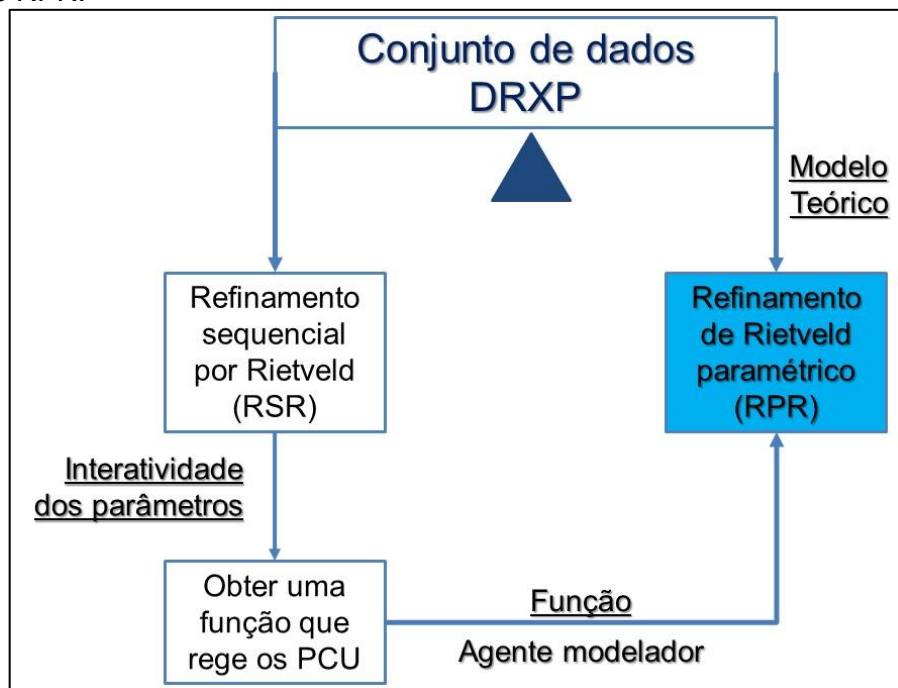 Conjunto de dados
DRXP
Modelo
Teórico
Refinamento
sequencial
por Rietveld
(RSR)
Refinamento
de Rietveld
paramétrico
(RPR)
Interatividade
dos parâmetros
Obter uma
função que
rege os PCU
Função
Agente modelador